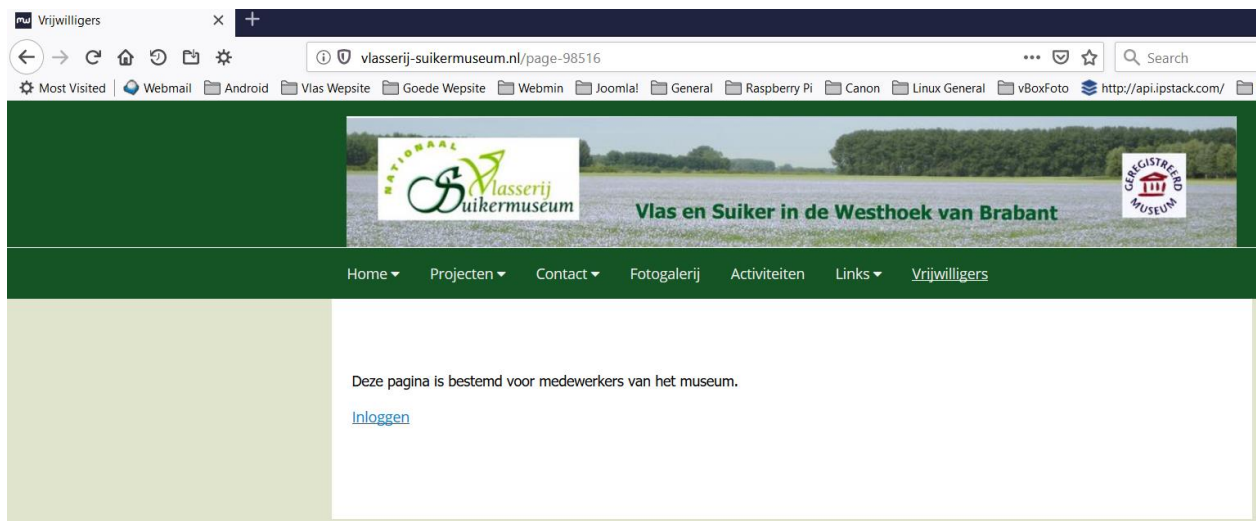 mw Vrijwilligers
vlasserij-suikermuseum.nl/page-98516 Search
Most Visited Webmail Android Vlas Wepsite Goede Wepsite Webmin Joomla! General Raspberry Pi Canon Linux General vBoxFoto http://api.ipstack.com/
NATIONAAL
Vlasserij
Suikermuseum
Vlas en Suiker in de Westhoek van Brabant
GEREGISTREERD
MUSEUM
Home Projecten Contact Fotogalerij Activiteiten Links Vrijwilligers
Deze pagina is bestemd voor medewerkers van het museum.
Inloggen